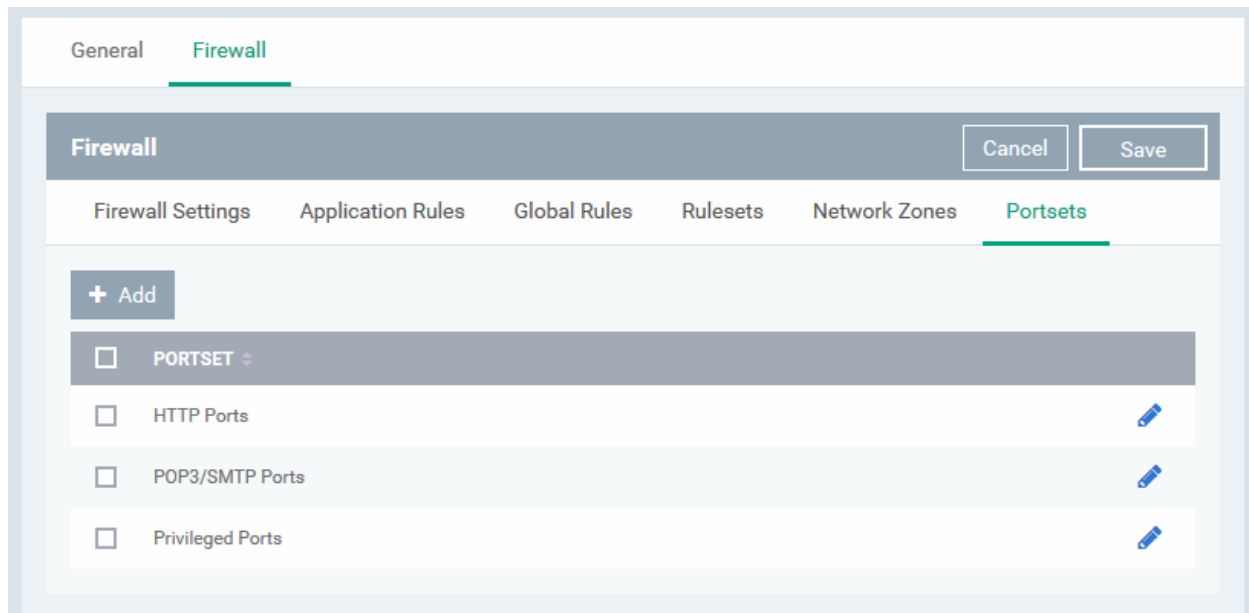 General Firewall
Firewall Cancel Save
Firewall Settings Application Rules Global Rules Rulesets Network Zones Portsets
+ Add
PORTSET
HTTP Ports
POP3/SMTP Ports
Privileged Ports